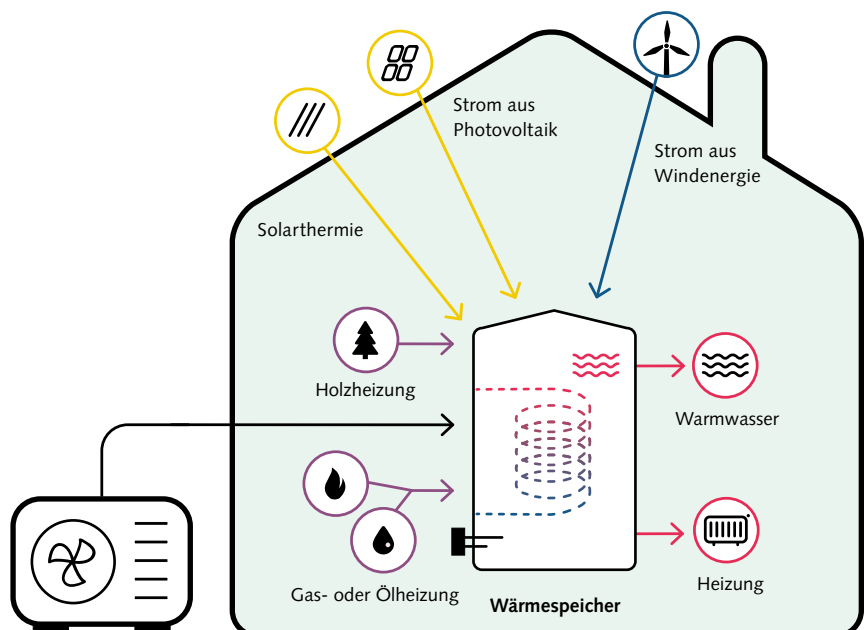 Strom aus
Photovoltaik
Strom aus
Windenergie
Solarthermie
Holzheizung
Warmwasser
Gas- oder Ölheizung
Wärmespeicher
Heizung